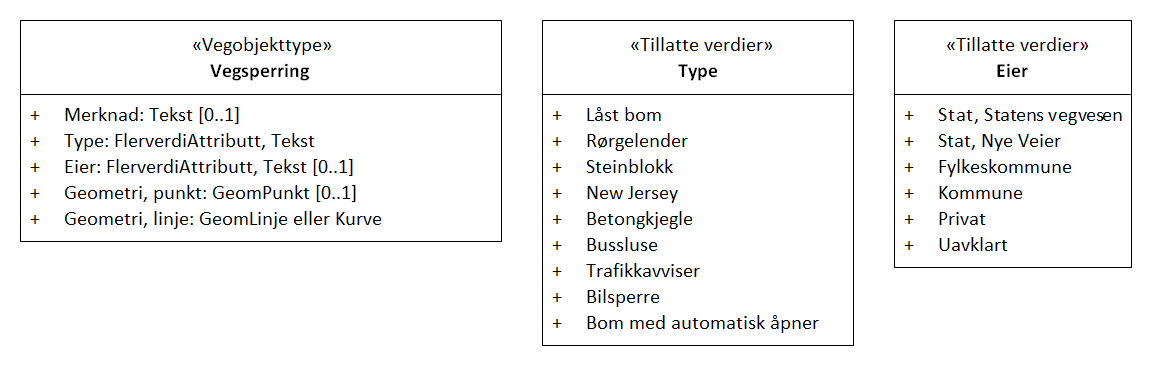 «Vegobjekttype»
Vegsperring
+ Merknad: Tekst [0..1]
+ Type: FlerverdiAttributt, Tekst
+ Eier: FlerverdiAttributt, Tekst [0..1]
+ Geometri, punkt: GeomPunkt [0..1]
+ Geometri, linje: GeomLinje eller Kurve
«Tillatte verdier»
Type
+ Låst bom
+ Rørgelender
+ Steinblokk
+ New Jersey
+ Betongkjegle
+ Bussluse
+ Trafikkavviser
+ Bilsperre
+ Bom med automatisk åpner
«Tillatte verdier»
Eier
+ Stat, Statens vegvesen
+ Stat, Nye Veier
+ Fylkeskommune
+ Kommune
+ Privat
+ Uavklart